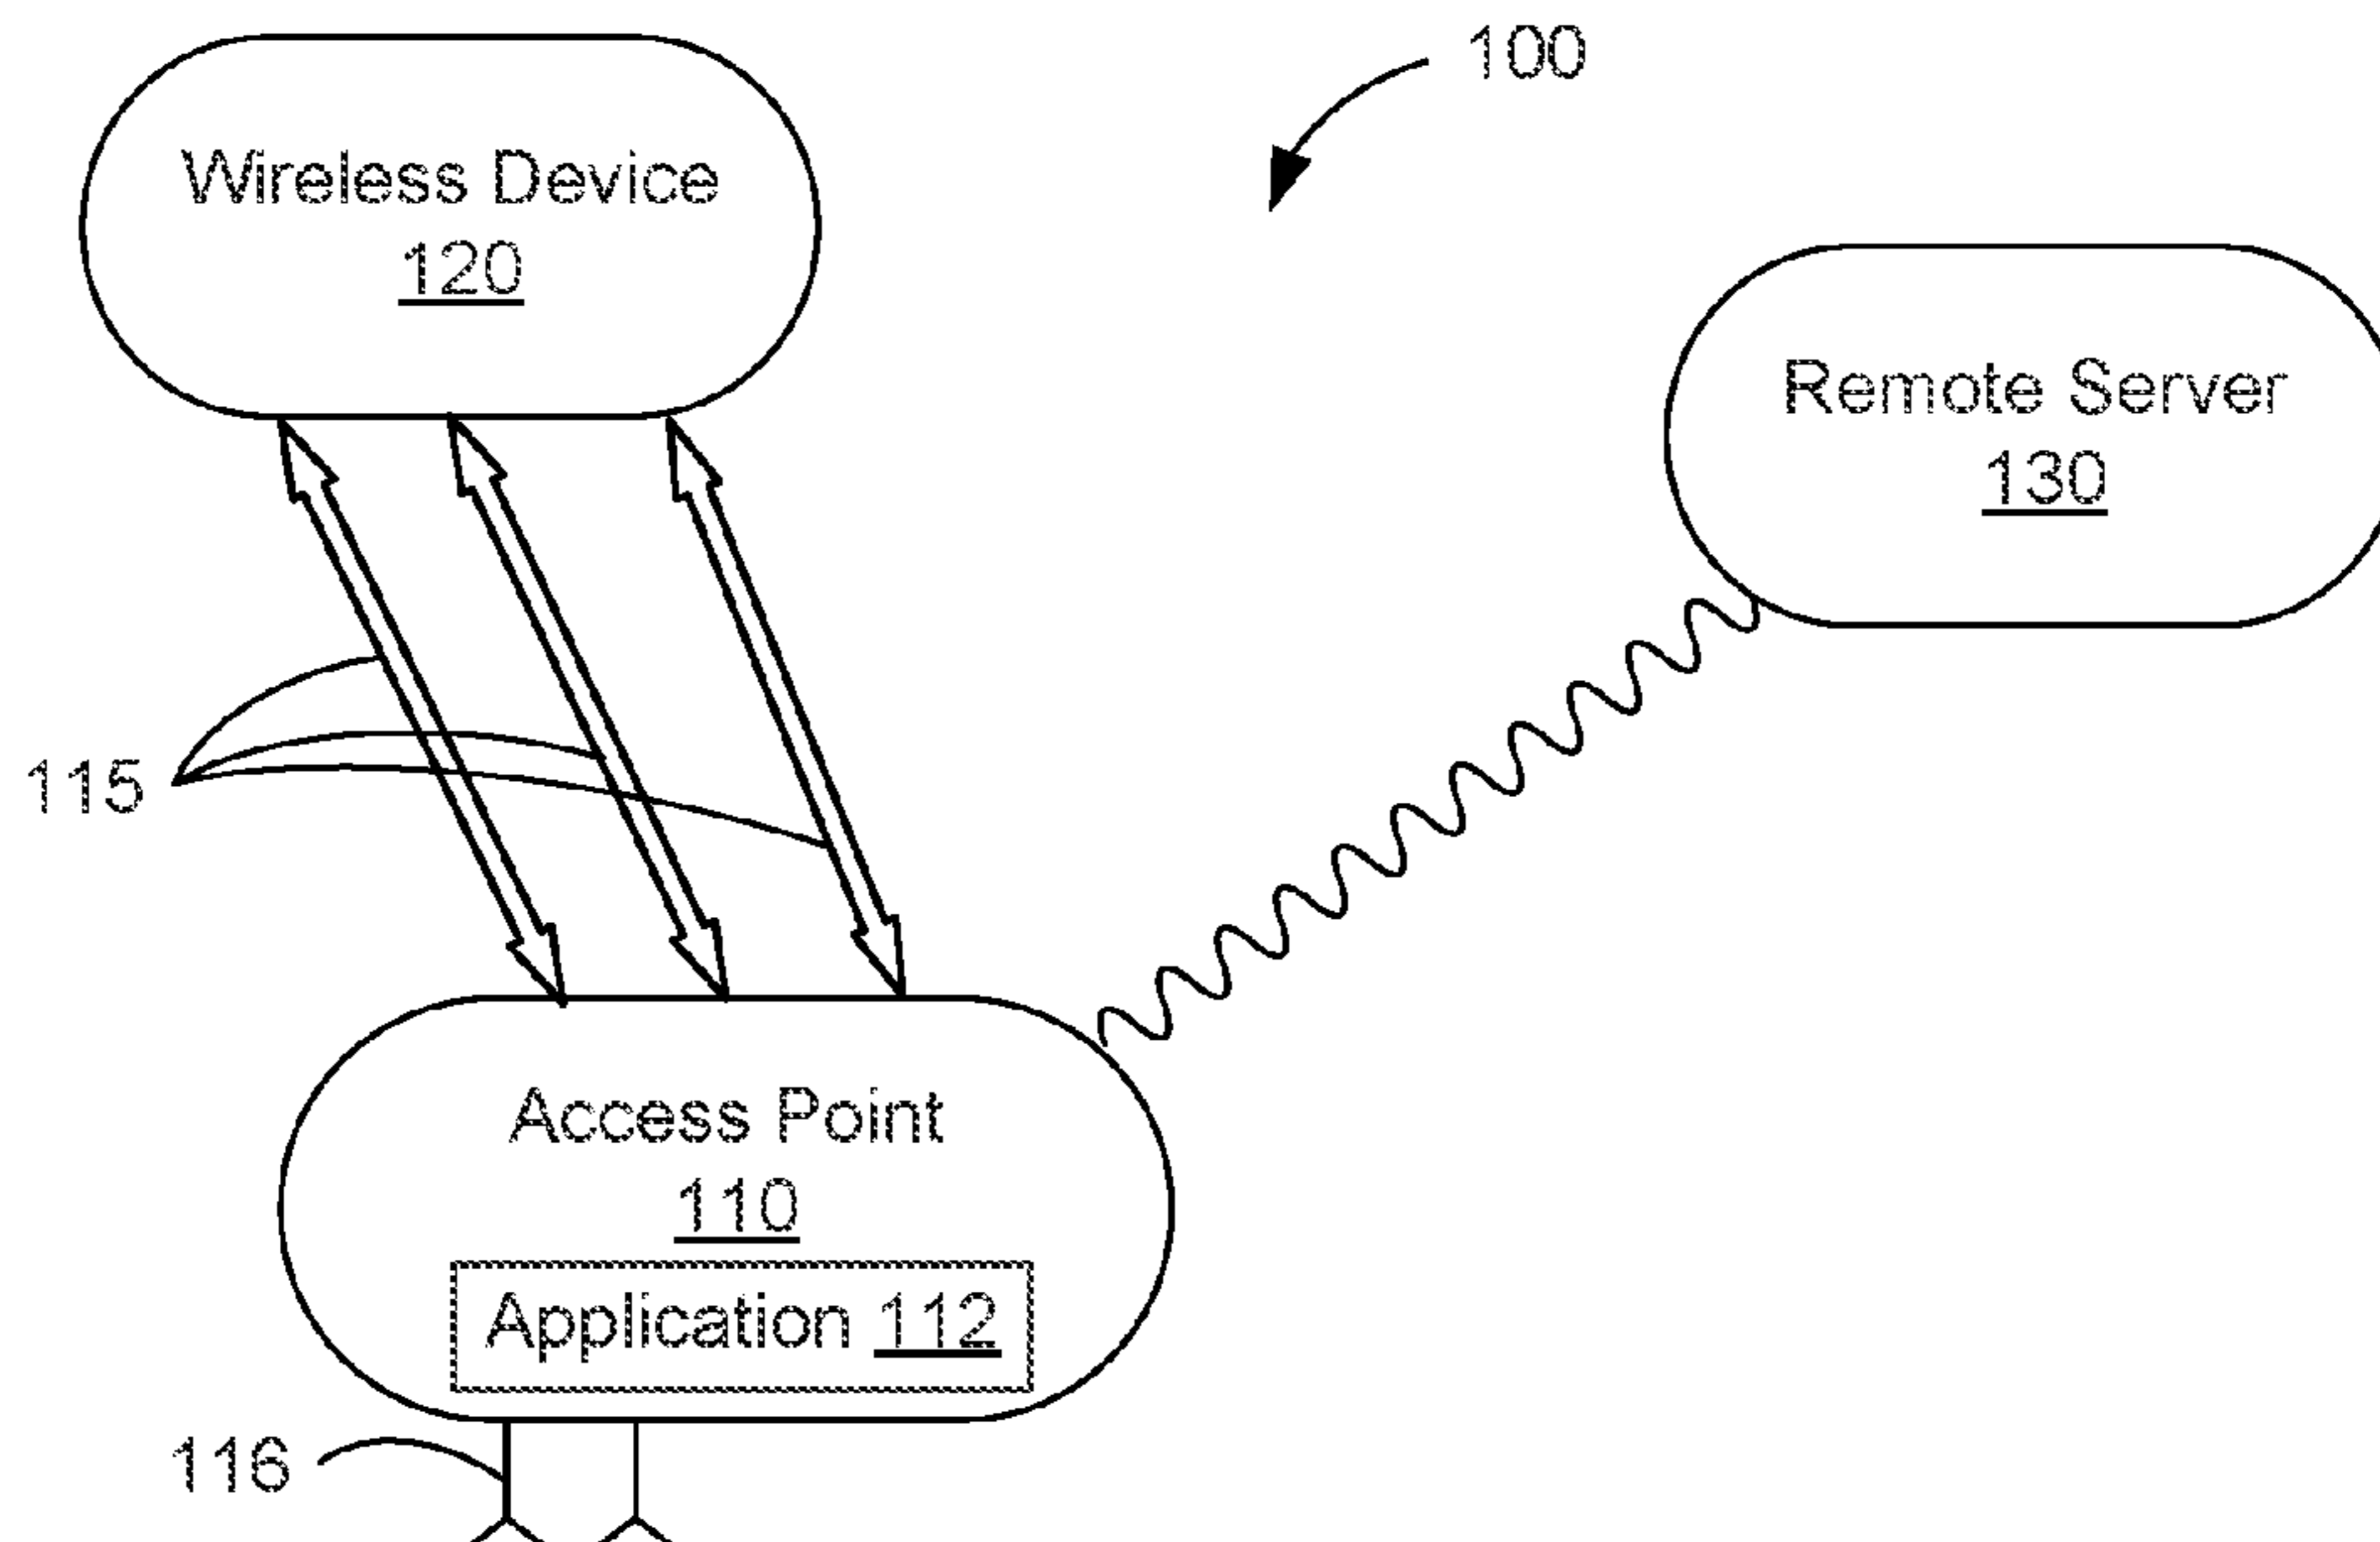 100
Wireless Device
120
Remote Server
130
115
Access Point
110
Application 112
116